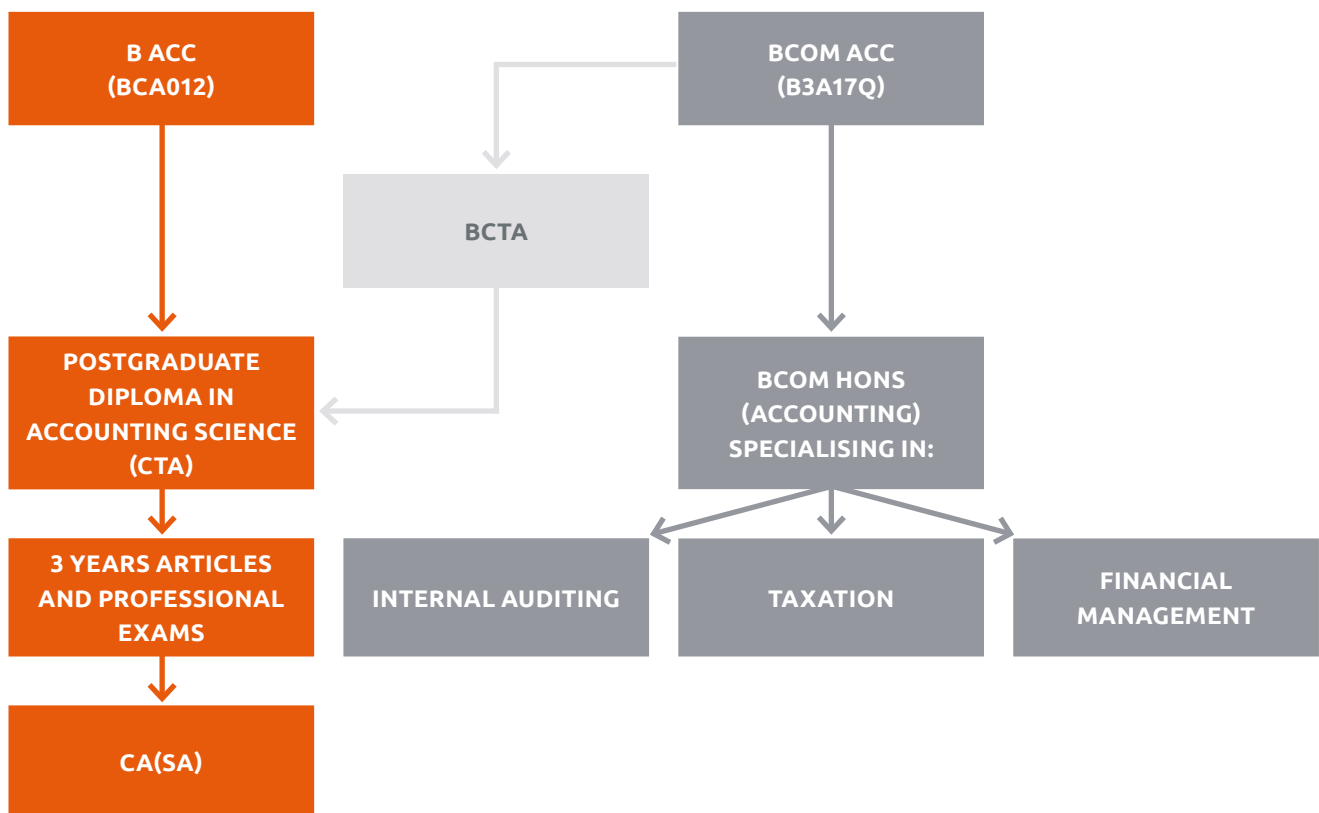 B ACC
(BCA012)
BCOM ACC
(B3A17Q)
BCTA
POSTGRADUATE
DIPLOMA IN
ACCOUNTING SCIENCE
(CTA)
BCOM HONS
(ACCOUNTING)
SPECIALISING IN:
3 YEARS ARTICLES
AND PROFESSIONAL
EXAMS
INTERNAL AUDITING
TAXATION
FINANCIAL
MANAGEMENT
CA(SA)